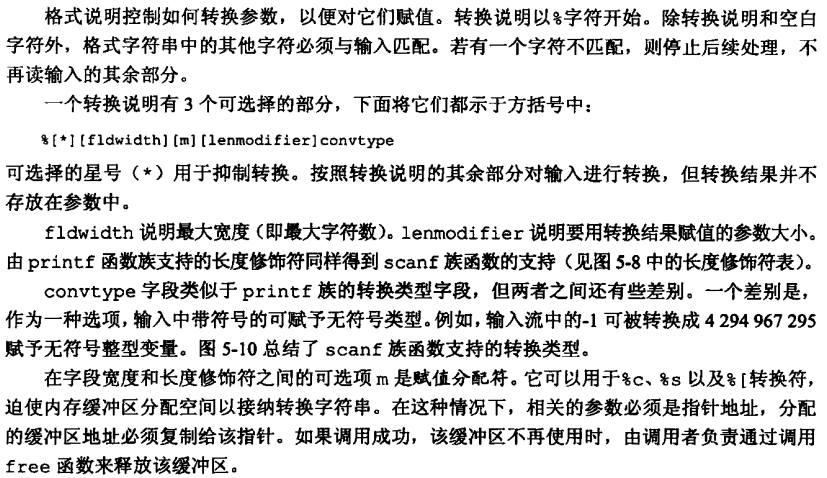 格式说明控制如何转换参数，以便对它们赋值。转换说明以%字符开始。除转换说明和空白
字符外，格式字符串中的其他字符必须与输入匹配。若有一个字符不匹配，则停止后续处理，不
再读输入的其余部分。
一个转换说明有 3 个可选择的部分，下面将它们都示于方括号中：
%[*][fldwidth][m][lenmodifier]convtype
可选择的星号（*）用于抑制转换。按照转换说明的其余部分对输入进行转换，但转换结果并不
存放在参数中。
fldwidth 说明最大宽度（即最大字符数）。lenmodifier 说明要用转换结果赋值的参数大小。
由 printf 函数族支持的长度修饰符同样得到 scanf 族函数的支持（见图 5-8 中的长度修饰符表）。
convtype 字段类似于 printf 族的转换类型字段，但两者之间还有些差别。一个差别是，
作为一种选项，输入中带符号的可赋予无符号类型。例如，输入流中的-1 可被转换成 4 294 967 295
赋予无符号整型变量。图 5-10 总结了 scanf 族函数支持的转换类型。
在字段宽度和长度修饰符之间的可选项 m 是赋值分配符。它可以用于%c、%s 以及%[转换符，
迫使内存缓冲区分配空间以接纳转换字符串。在这种情况下，相关的参数必须是指针地址，分配
的缓冲区地址必须复制给该指针。如果调用成功，该缓冲区不再使用时，由调用者负责通过调用
free 函数来释放该缓冲区。